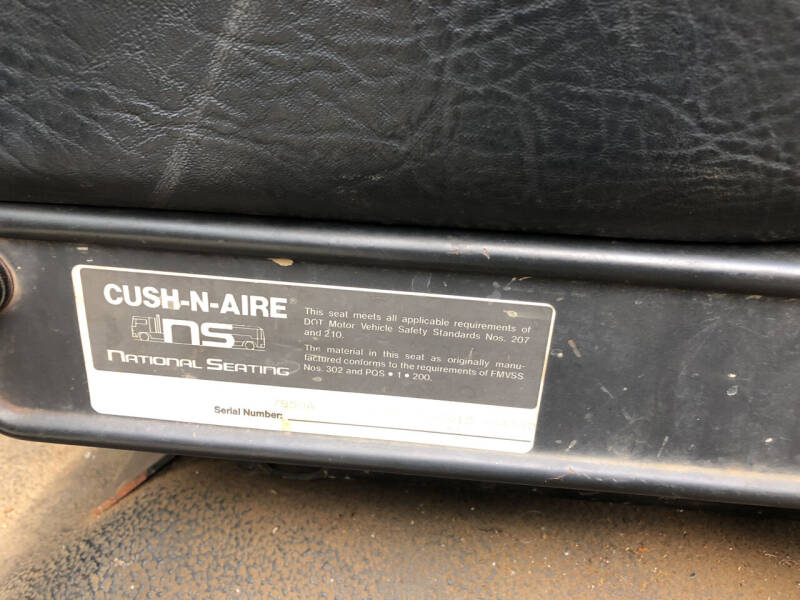 CUSH-N-AIRE®
ns
NATIONAL SEATING
This seat meets all applicable requirements of
DOT Motor Vehicle Safety Standards Nos. 207
and 210.
The material in this seat as originally manu-
factured conforms to the requirements of FMVSS
Nos. 302 and PQS • 1 • 200.
Serial Number: